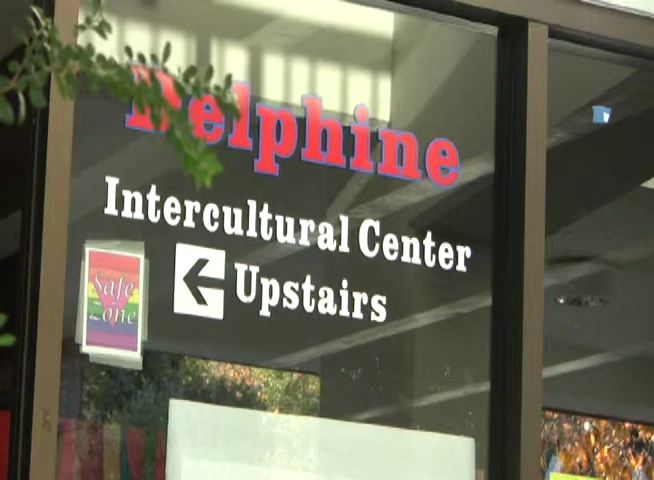 Delphine
Intercultural Center
Upstairs
Safe
Zone